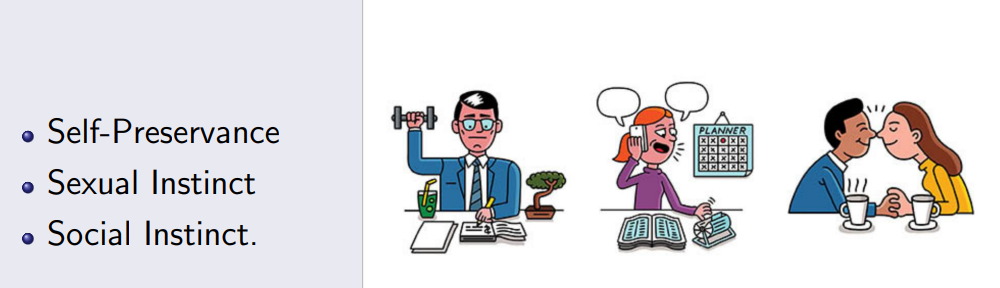 Self-Preservance
Sexual Instinct
Social Instinct.
PLANNER